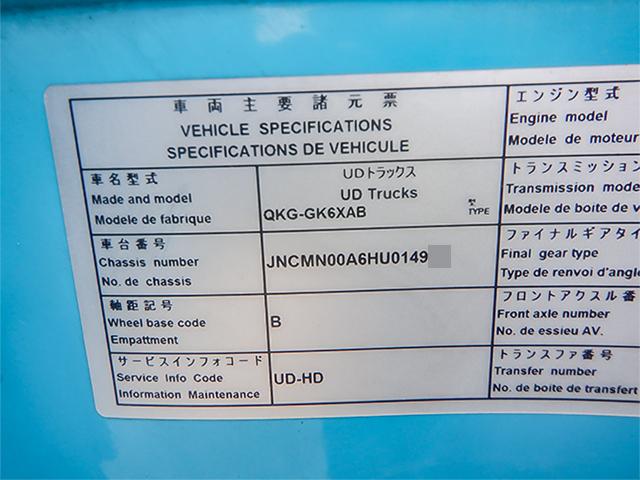 車両主要諸元票
VEHICLE SPECIFICATIONS
SPECIFICATIONS DE VEHICULE
車名型式
Made and model
Modele de fabrique
UDトラックス
UD Trucks
QKG-GK6XAB
型
TYPE
車台番号
Chassis number
No. de chassis
JNCMN00A6HU0149
軸距記号
Wheel base code
Empattment
B
サービスインフォコード
Service Info Code
Information Maintenance
UD-HD
エンジン型式
Engine model
Modele de moteur
トランスミッション
Transmission mode
Modele de boite de v
ファイナルギアタイ
Final gear type
Type de renvoi d'angle
フロントアクスル番
Front axle number
No. de essieu AV.
トランスファ番号
Transfer number
No. de boite de transfert